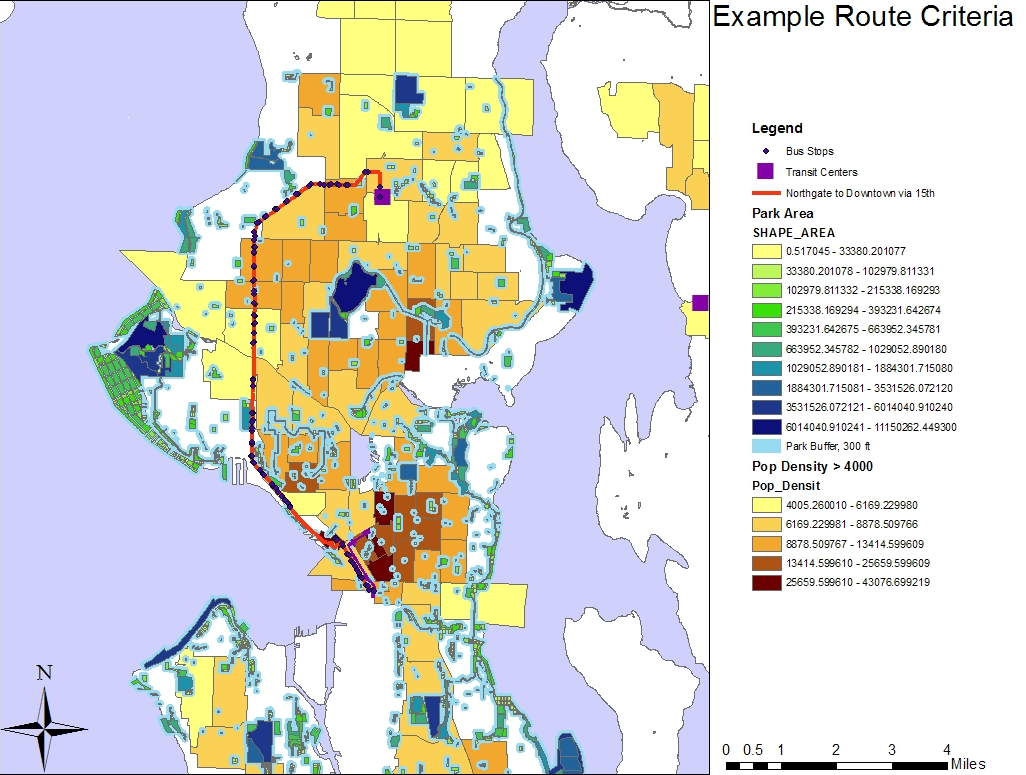 Example Route Criteria
Legend
Bus Stops
Transit Centers
Northgate to Downtown via 15th
Park Area
SHAPE_AREA
0.517045 - 33380.201077
33380.201078 - 102979.811331
102979.811332 - 215338.169293
215338.169294 - 393231.642674
393231.642675 - 663952.345781
663952.345782 - 1029052.890180
1029052.890181 - 1884301.715080
1884301.715081 - 3531526.072120
3531526.072121 - 6014040.910240
6014040.910241 - 11150262.449300
Park Buffer, 300 ft
Pop Density > 4000
Pop_Densit
4005.260010 - 6169.229980
6169.229981 - 8878.509766
8878.509767 - 13414.599609
13414.599610 - 25659.599609
25659.599610 - 43076.699219
N
0 0.5 1 2 3 4
Miles